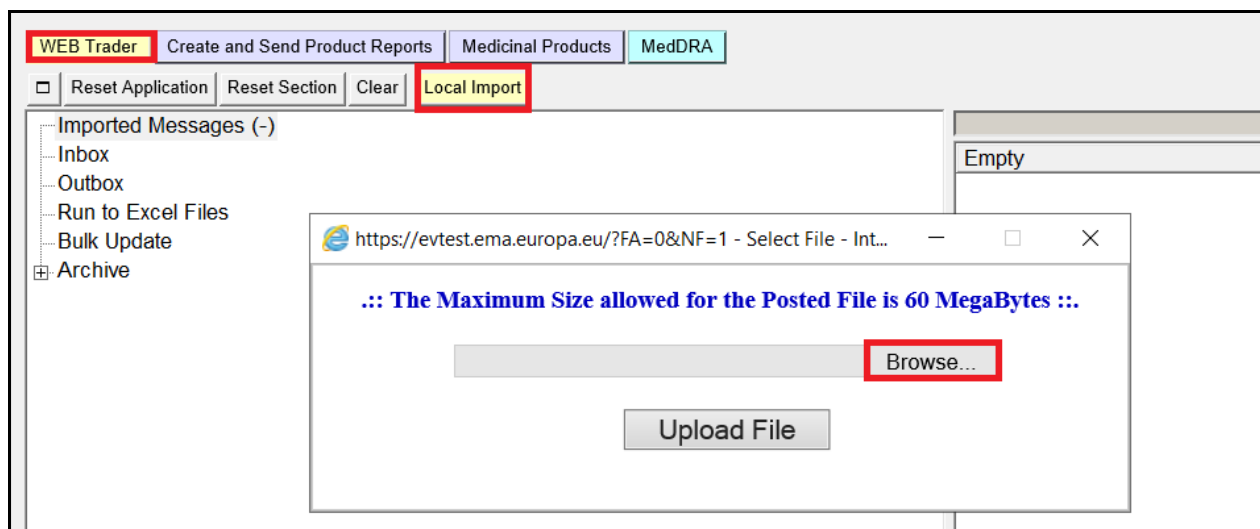 WEB Trader Create and Send Product Reports Medicinal Products MedDRA
Reset Application Reset Section Clear Local Import
Imported Messages (-)
Inbox
Outbox
Run to Excel Files
Bulk Update
Archive
Empty
https://evtest.ema.europa.eu/?FA=0&NF=1 - Select File - Int...
.:: The Maximum Size allowed for the Posted File is 60 MegaBytes ::.
Browse...
Upload File